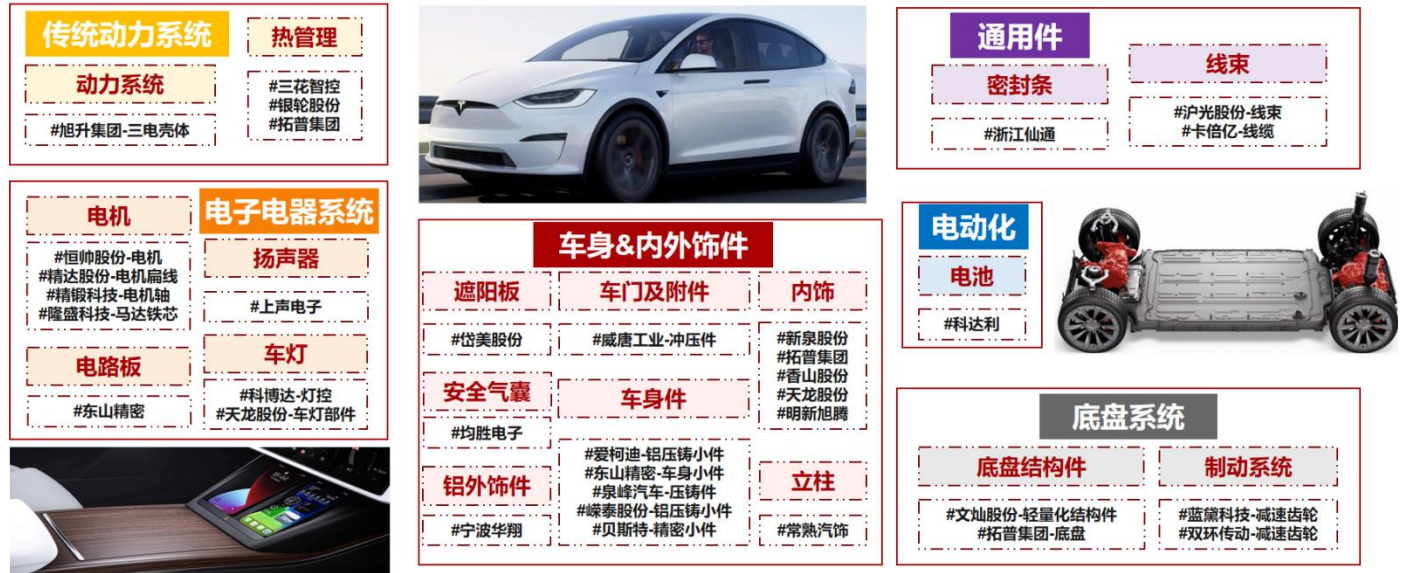 传统动力系统
热管理
动力系统
#三花智控
#银轮股份
#拓普集团
#旭升集团-三电壳体
电子电器系统
电机
#恒帅股份-电机
#精达股份-电机扁线
#精锻科技-电机轴
#隆盛科技-马达铁芯
扬声器
#上声电子
电路板
#东山精密
车灯
#科博达-灯控
#天龙股份-车灯部件
车身&内外饰件
遮阳板
#岱美股份
车门及附件
#威唐工业-冲压件
内饰
#新泉股份
#拓普集团
#香山股份
#天龙股份
#明新旭腾
安全气囊
#均胜电子
车身件
#爱柯迪-铝压铸小件
#东山精密-车身小件
#泉峰汽车-压铸件
#嵘泰股份-铝压铸小件
#贝斯特-精密小件
铝外饰件
#宁波华翔
立柱
#常熟汽饰
通用件
密封条
#浙江仙通
线束
#沪光股份-线束
#卡倍亿-线缆
电动化
电池
#科达利
底盘系统
底盘结构件
#文灿股份-轻量化结构件
#拓普集团-底盘
制动系统
#蓝黛科技-减速齿轮
#双环传动-减速齿轮